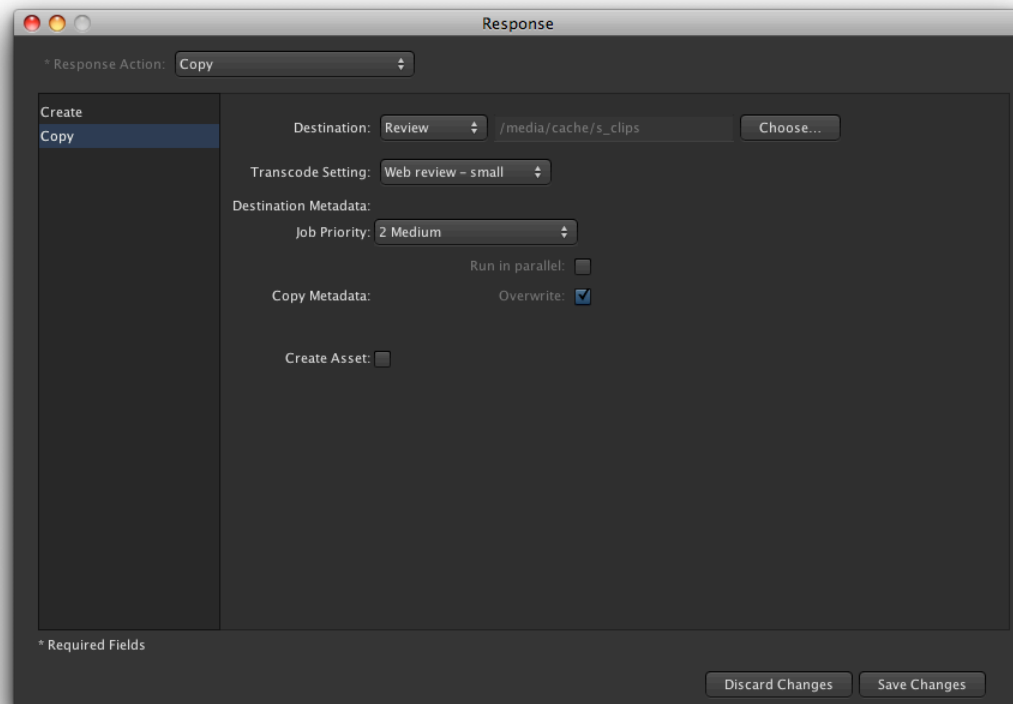 Response
* Response Action: Copy
Create
Copy
Destination: Review /media/cache/s_clips Choose...
Transcode Setting: Web review – small
Destination Metadata:
Job Priority: 2 Medium
Run in parallel:
Copy Metadata: Overwrite:
Create Asset:
* Required Fields
Discard Changes Save Changes